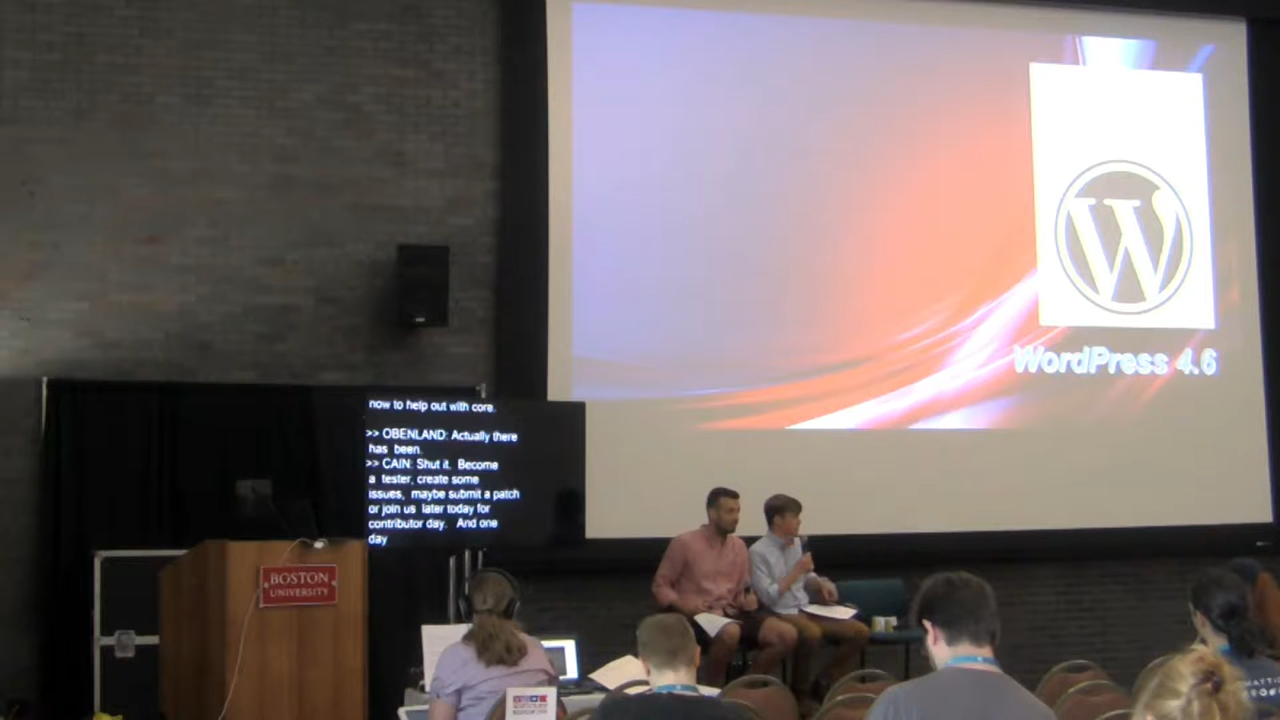 WordPress 4.6
now to help out with core.
>> OBENLAND: Actually there
has been.
>> CAIN: Shut it. Become
a tester, create some
issues, maybe submit a patch
or join us later today for
contributor day. And one
day
BOSTON
UNIVERSITY